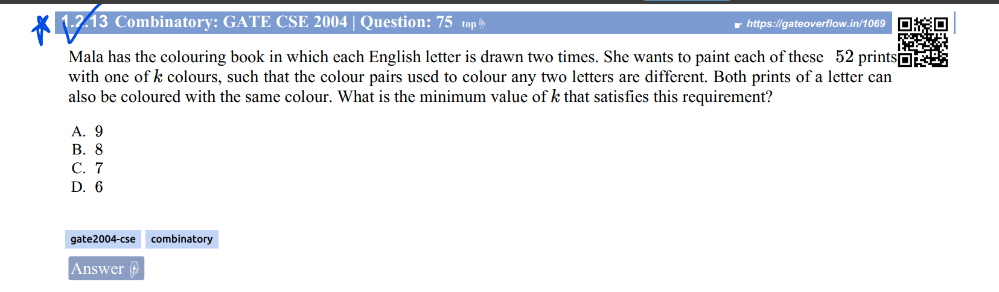 1.2.13 Combinatory: GATE CSE 2004 | Question: 75 top
https://gateoverflow.in/1069
Mala has the colouring book in which each English letter is drawn two times. She wants to paint each of these 52 prints
with one of k colours, such that the colour pairs used to colour any two letters are different. Both prints of a letter can
also be coloured with the same colour. What is the minimum value of k that satisfies this requirement?
A. 9
B. 8
C. 7
D. 6
gate2004-cse combinatory
Answer